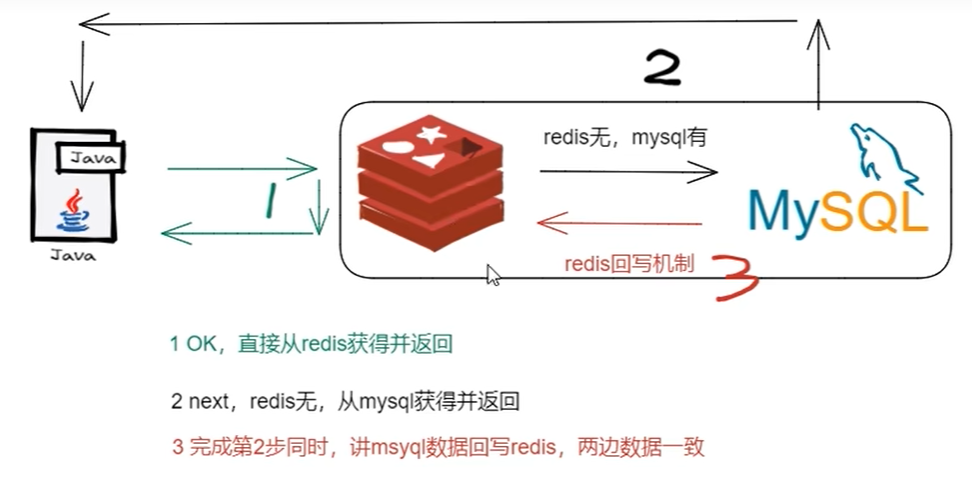 2
redis无，mysql有
Java
1
MySQL
Java
redis回写机制
3
1 OK，直接从redis获得并返回
2 next，redis无，从mysql获得并返回
3 完成第2步同时，讲msyql数据回写redis，两边数据一致